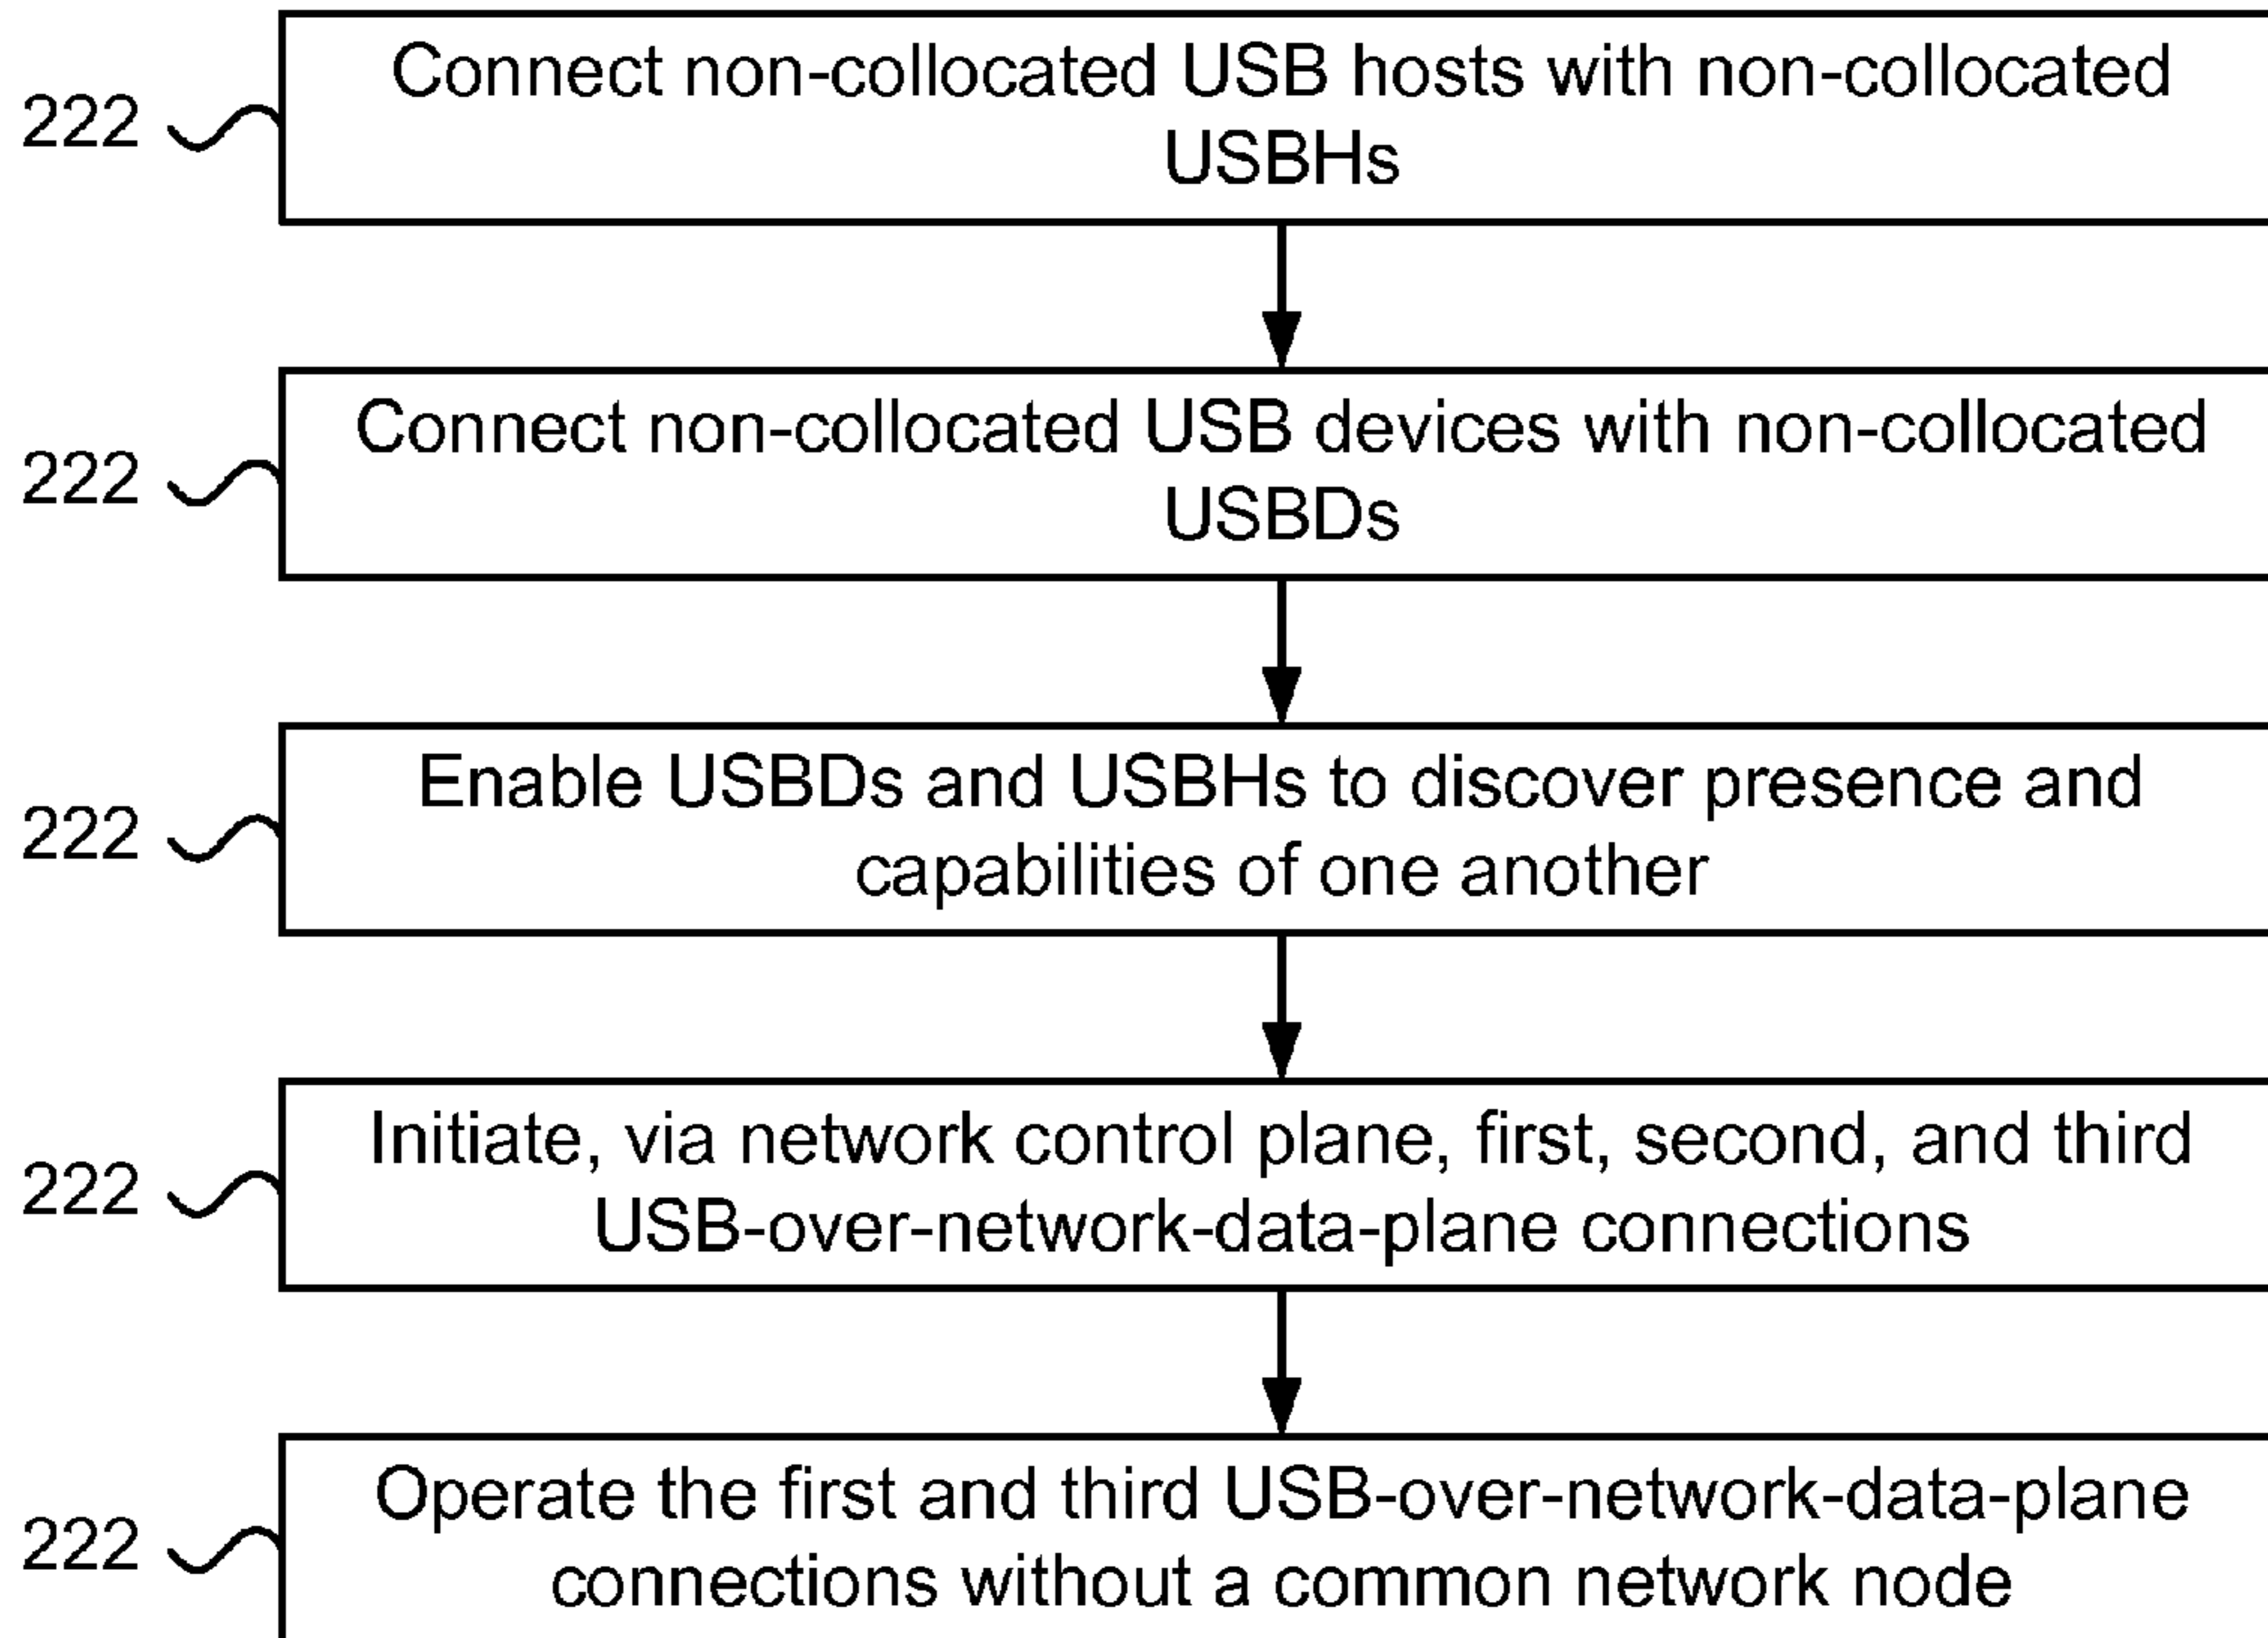 Connect non-collocated USB hosts with non-collocated
222
USBHs
Connect non-collocated USB devices with non-collocated
222
USBDs
Enable USBDs and USBHs to discover presence and
222
capabilities of one another
Initiate, via network control plane, first, second, and third
222
USB-over-network-data-plane connections
Operate the first and third USB-over-network-data-plane
222
connections without a common network node